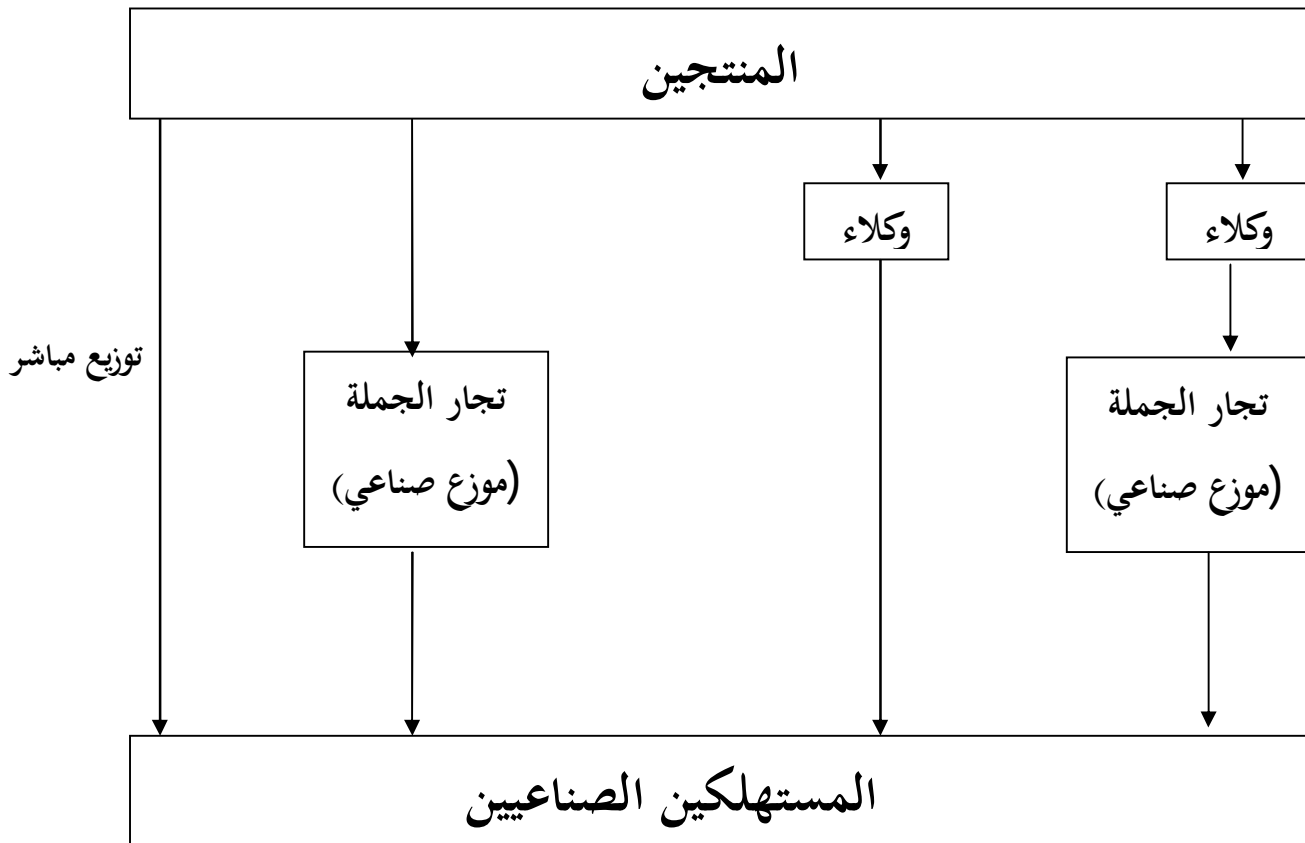 المنتجين
وكلاء
وكلاء
توزيع مباشر
تجار الجملة
(موزع صناعي)
تجار الجملة
(موزع صناعي)
المستهلكين الصناعيين